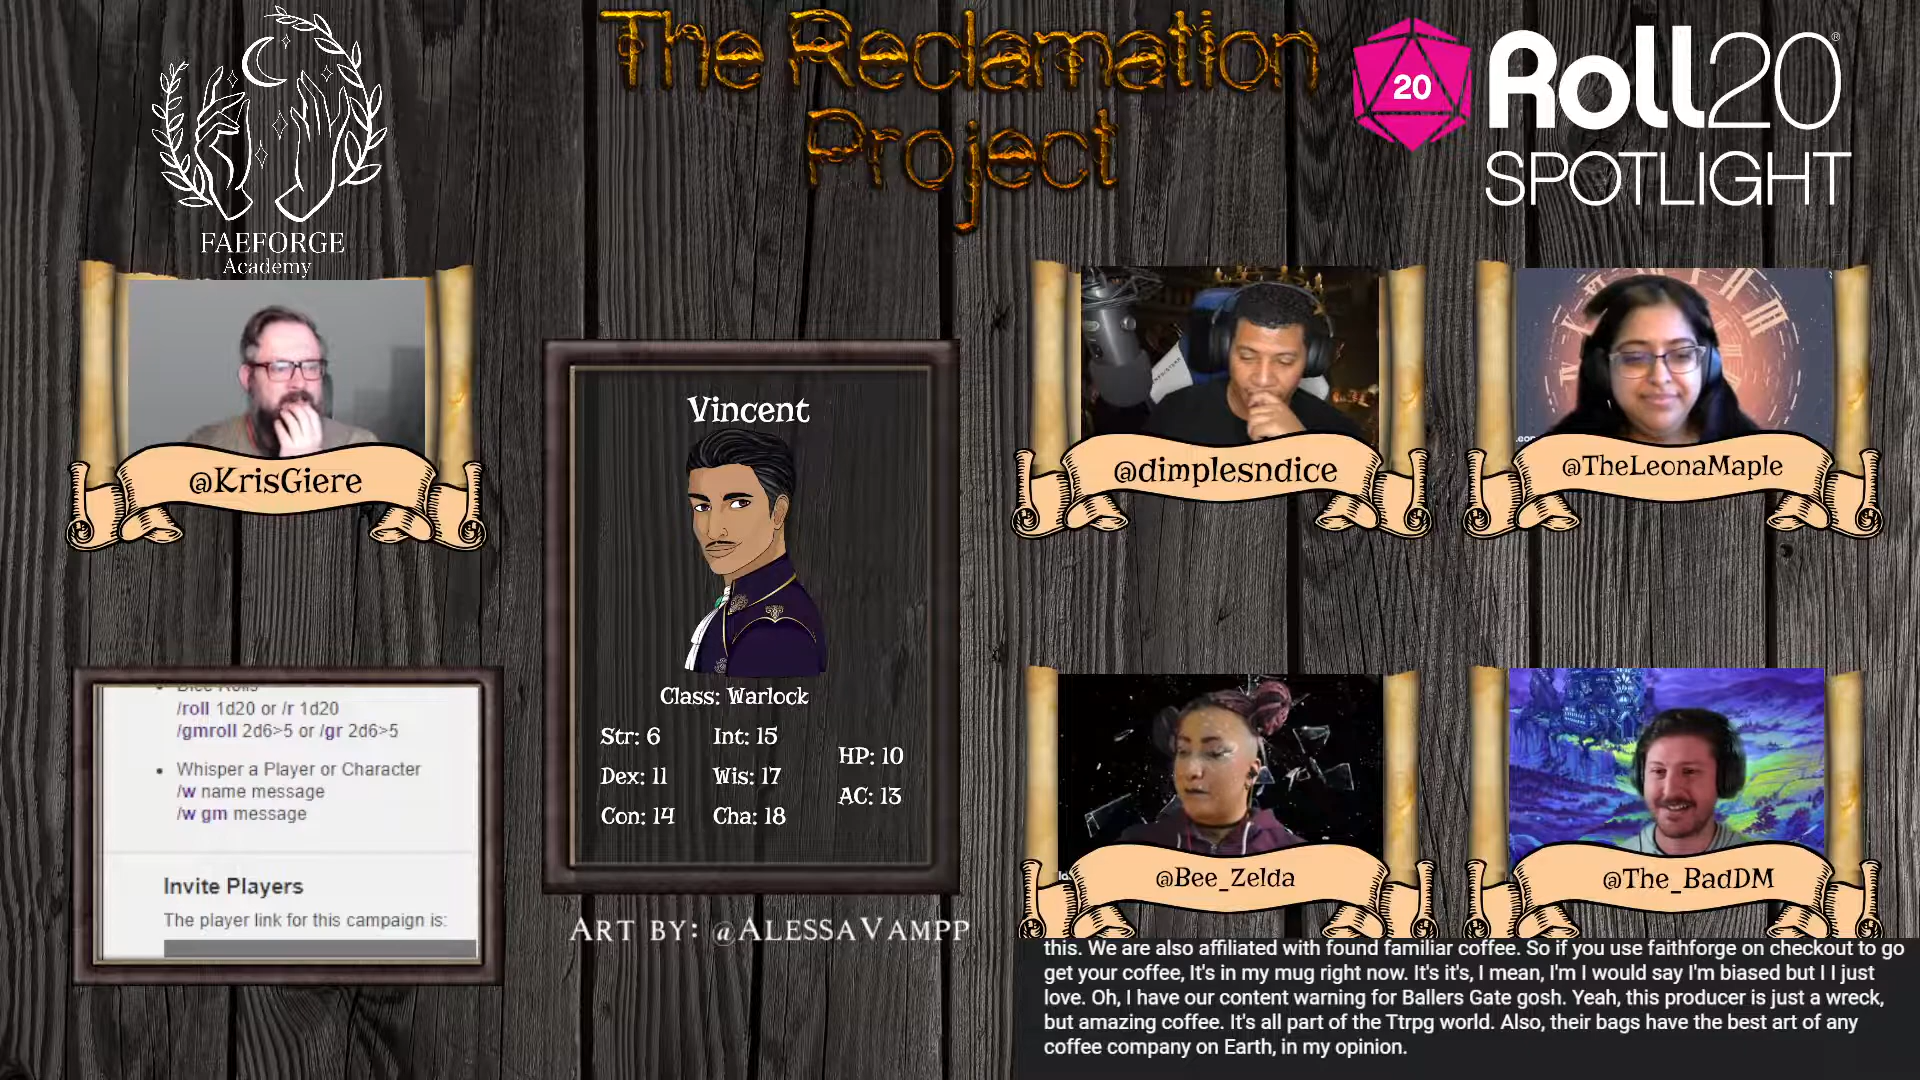 The Reclamation
Project
20
Roll20®
SPOTLIGHT
FAEFORGE
Academy
@KrisGiere
@dimplesndice
@TheLeonaMaple
Vincent
Class: Warlock
Str: 6
Int: 15
HP: 10
Dex: 11
Wis: 17
AC: 13
Con: 14
Cha: 18
Art by: @AlessaVampp
Dice Rolls
/roll 1d20 or /r 1d20
/gmroll 2d6>5 or /gr 2d6>5
• Whisper a Player or Character
/w name message
/w gm message
Invite Players
The player link for this campaign is:
@Bee_Zelda
@The_BadDM
this. We are also affiliated with found familiar coffee. So if you use faithforge on checkout to go
get your coffee, It's in my mug right now. It's it's, I mean, I'm I would say I'm biased but I I just
love. Oh, I have our content warning for Ballers Gate gosh. Yeah, this producer is just a wreck,
but amazing coffee. It's all part of the Ttrpg world. Also, their bags have the best art of any
coffee company on Earth, in my opinion.